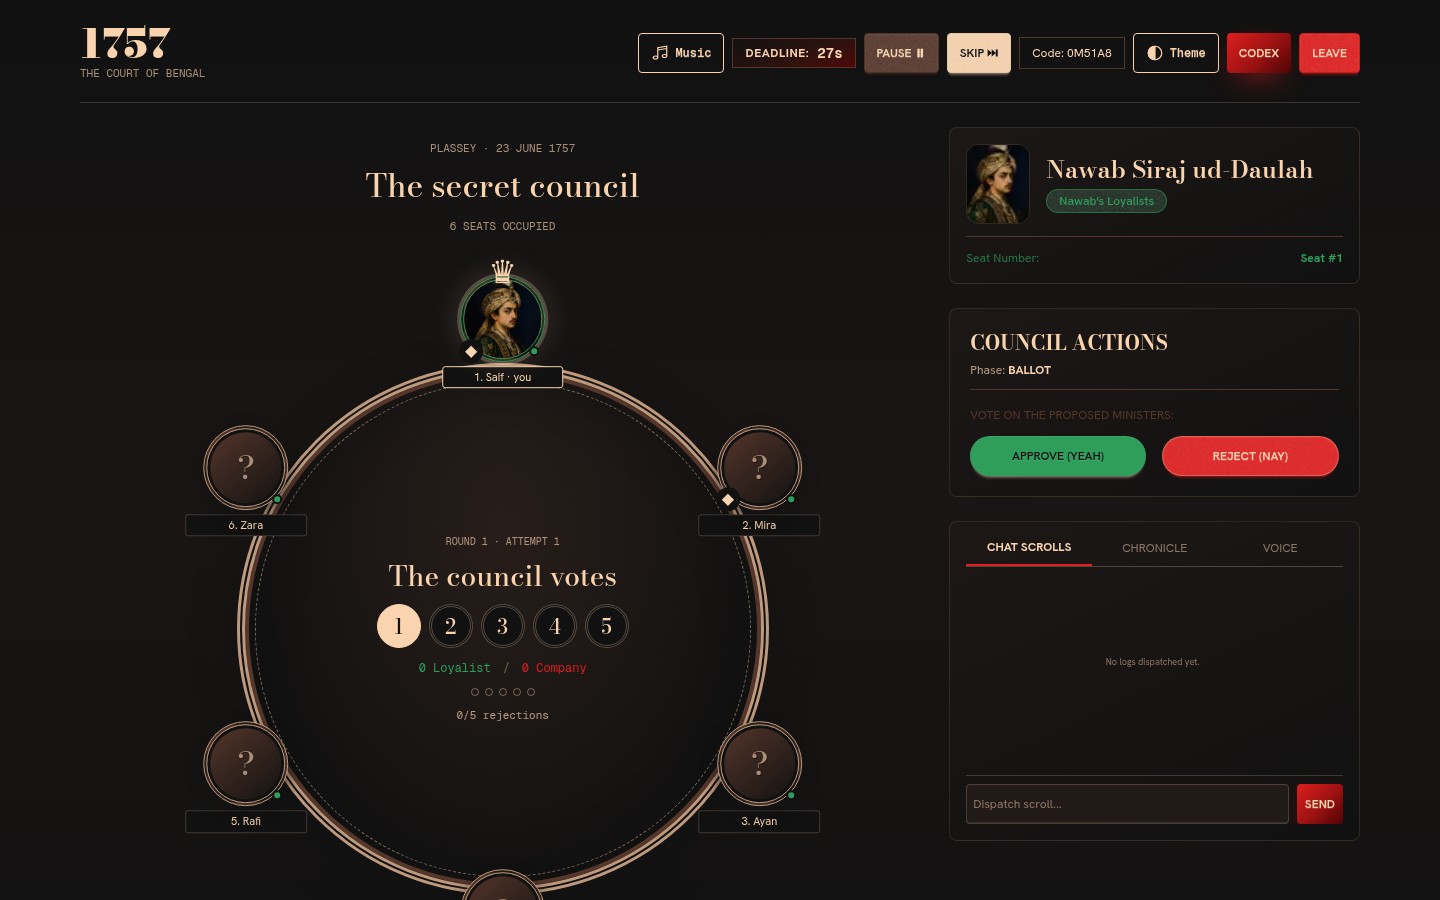 1757
THE COURT OF BENGAL
Music
DEADLINE: 27s
PAUSE
SKIP
Code: 0M51A8
Theme
CODEX
LEAVE
PLASSEY · 23 JUNE 1757
The secret council
6 SEATS OCCUPIED
1. Saif · you
?
6. Zara
?
2. Mira
ROUND 1 · ATTEMPT 1
The council votes
1 2 3 4 5
0 Loyalist / 0 Company
0/5 rejections
?
5. Rafi
?
3. Ayan
Nawab Siraj ud-Daulah
Nawab's Loyalists
Seat Number: Seat #1
COUNCIL ACTIONS
Phase: BALLOT
VOTE ON THE PROPOSED MINISTERS:
APPROVE (YEAH)
REJECT (NAY)
CHAT SCROLLS CHRONICLE VOICE
No logs dispatched yet.
Dispatch scroll...
SEND